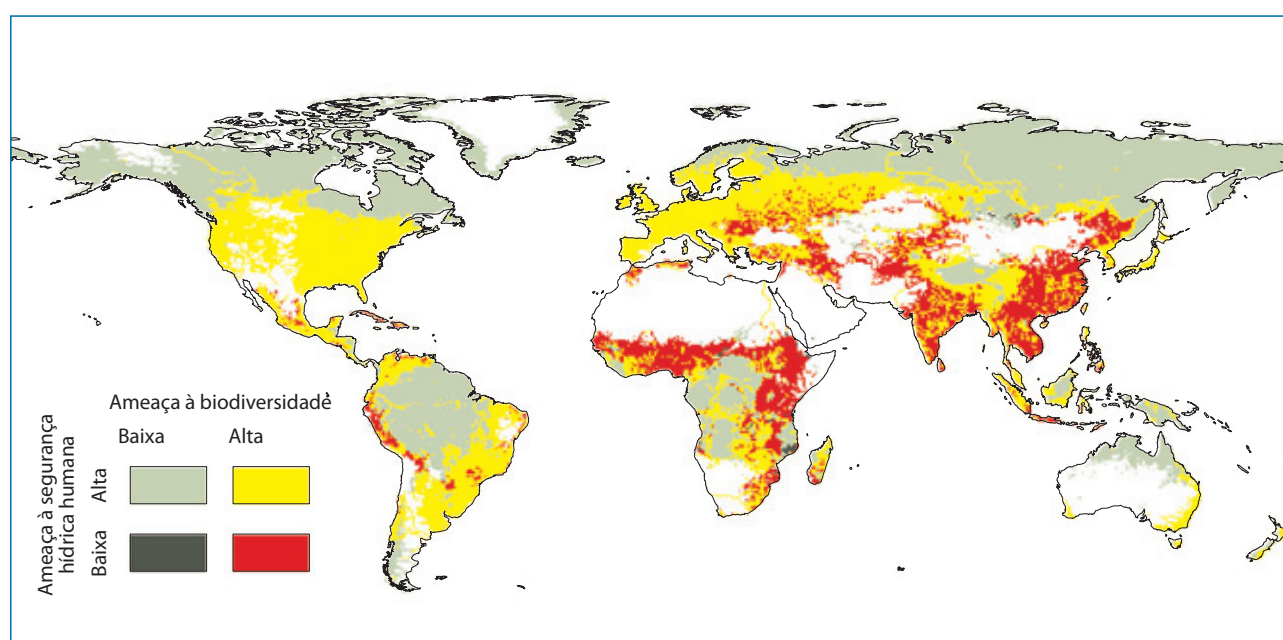 Ameaça à biodiversidade
Baixa Alta
Ameaça à segurança
hídrica humana
Alta
Baixa